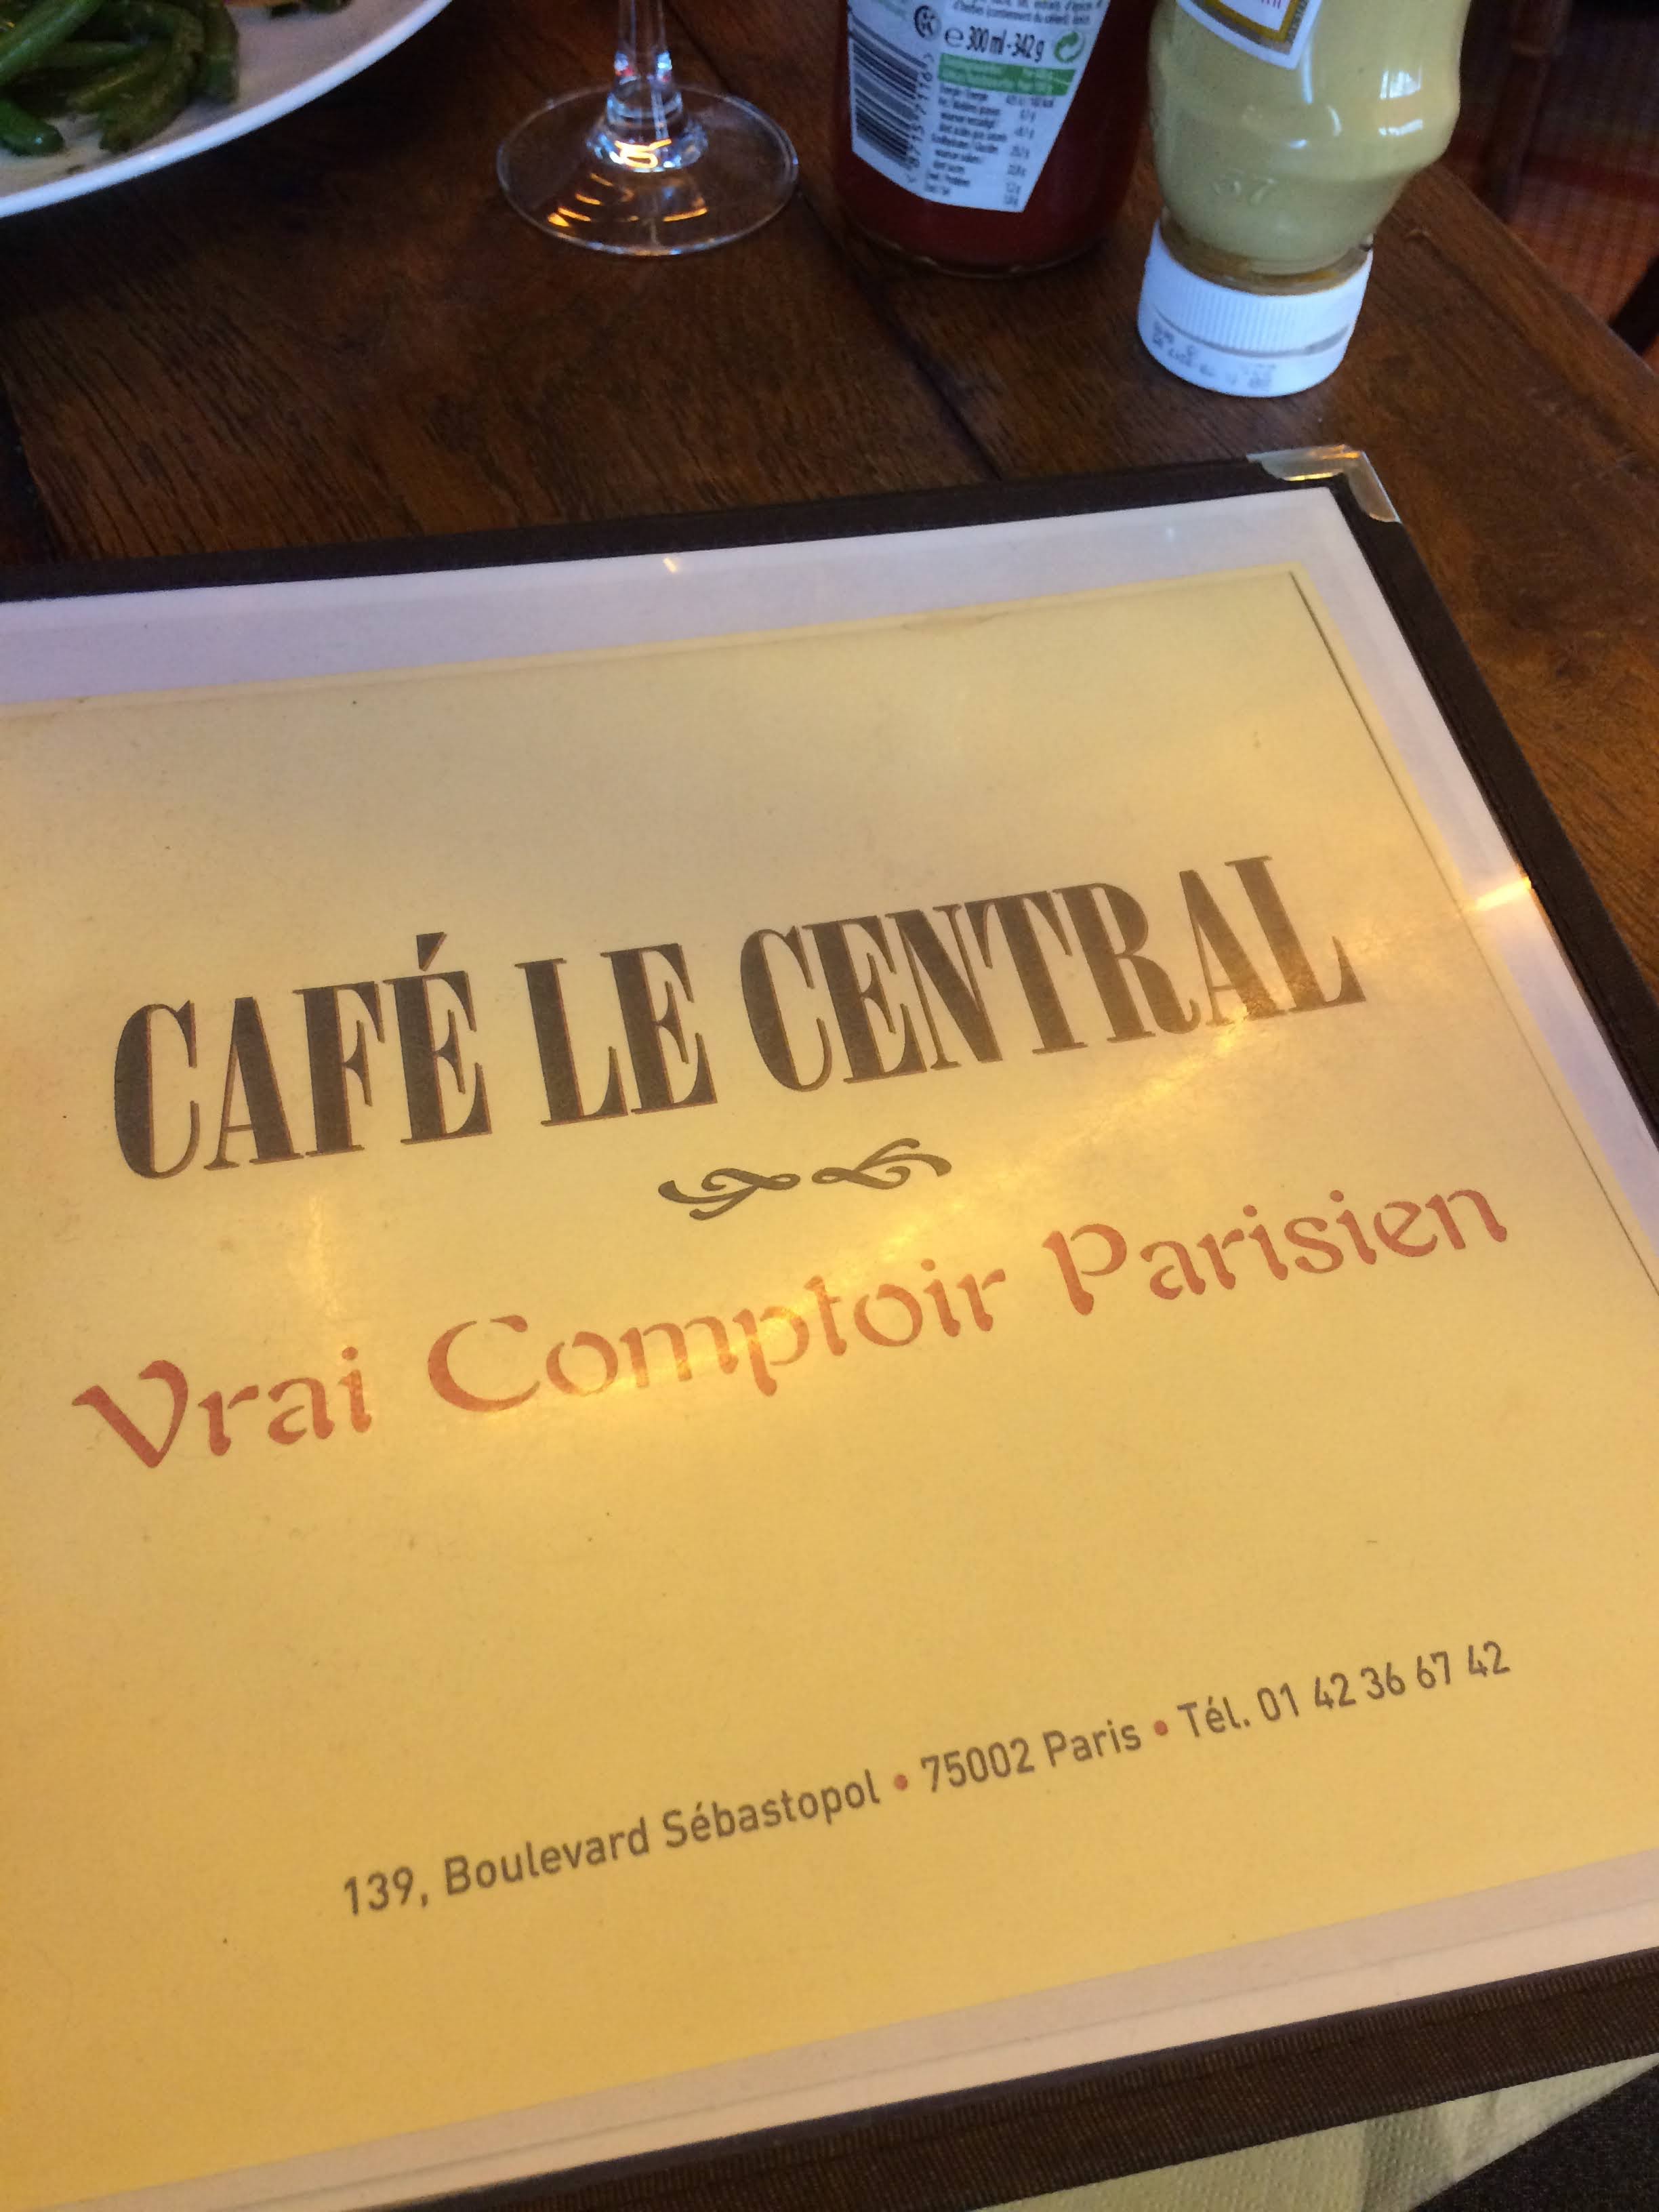 e 300 ml - 342 g
CAFÉ LE CENTRAL
Vrai Comptoir Parisien
139, Boulevard Sébastopol • 75002 Paris • Tél. 01 42 36 67 42